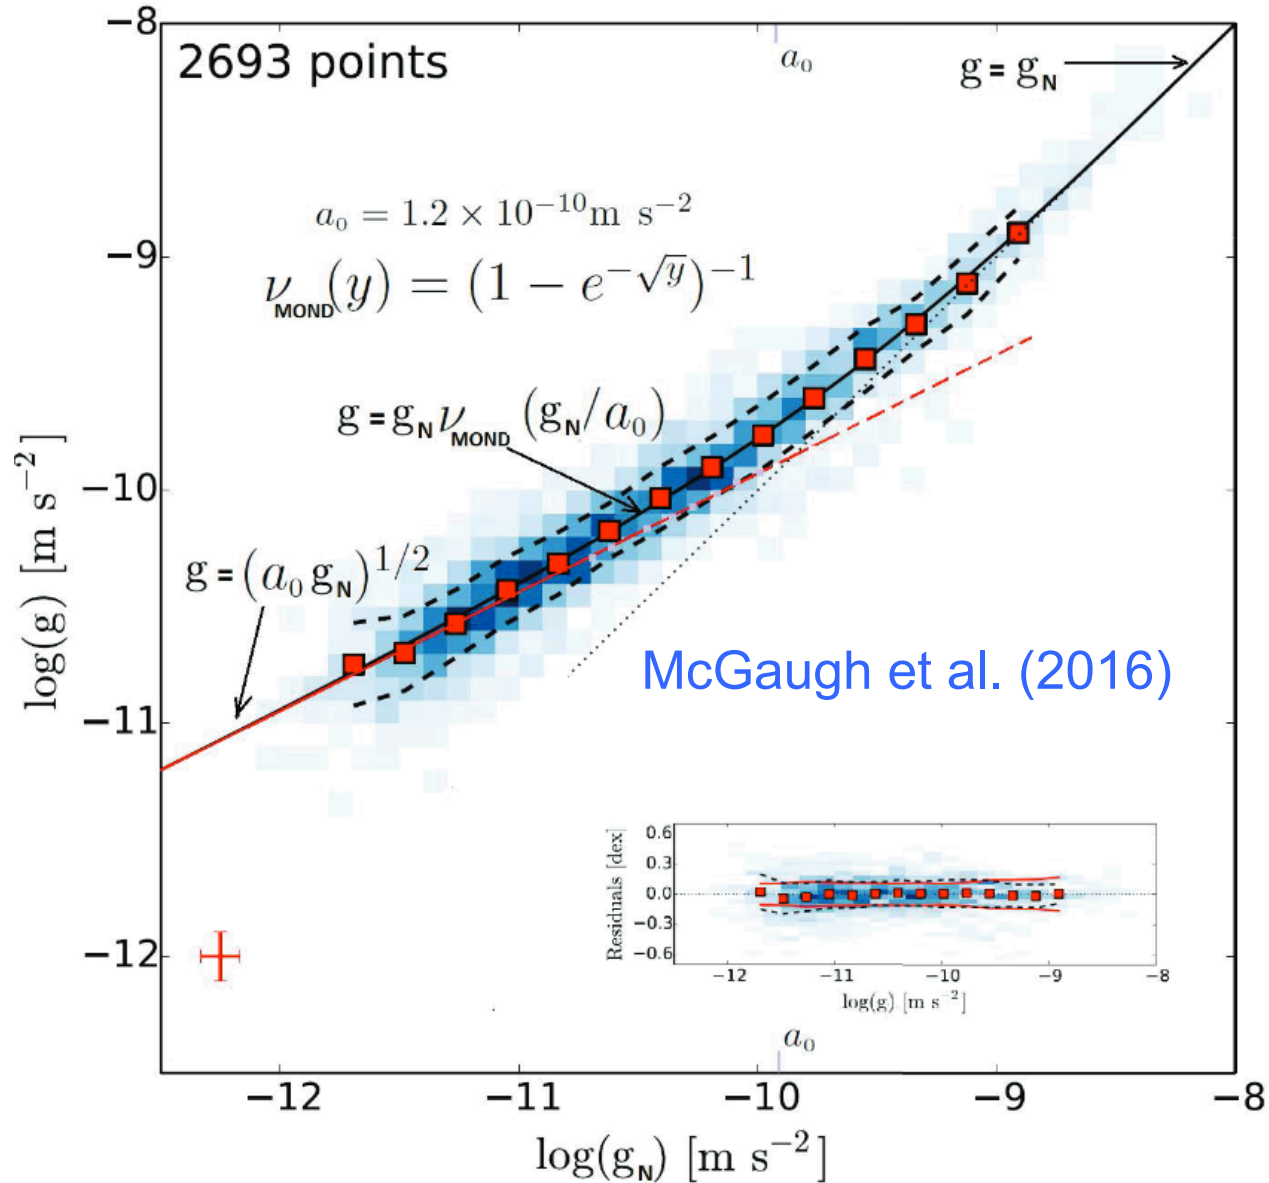 2693 points
a₀
g = g_N
a₀ = 1.2 × 10⁻¹⁰ m s⁻²
ν_MOND(y) = (1 − e^{−√y})⁻¹
g = g_N ν_MOND (g_N/a₀)
g = (a₀ g_N)^{1/2}
McGaugh et al. (2016)
log(g) [m s⁻²]
−8
−9
−10
−11
−12
Residuals [dex]
0.6
0.3
0.0
−0.3
−0.6
−12 −11 −10 −9 −8
log(g) [m s⁻²]
a₀
−12 −11 −10 −9 −8
log(g_N) [m s⁻²]